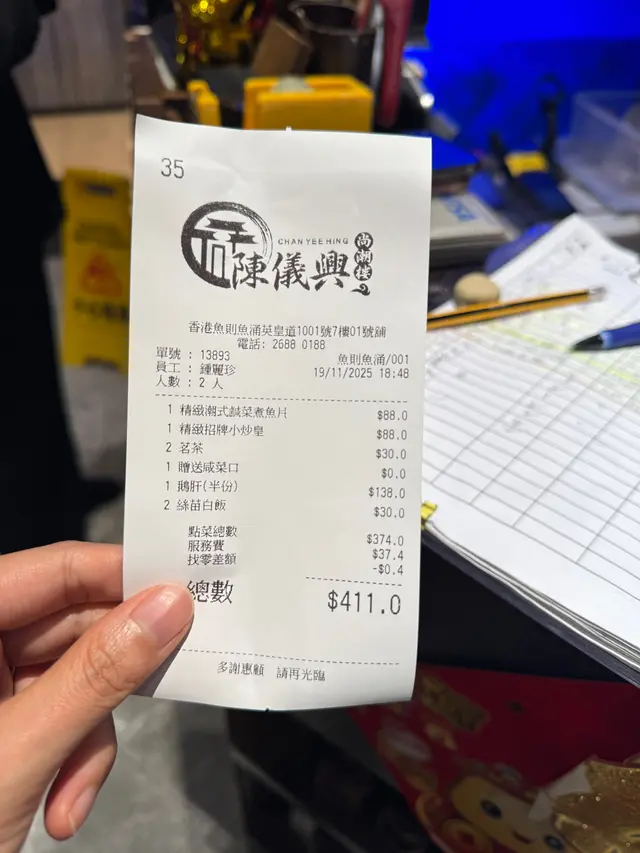 35
CHAN YEE HING
陳儀興 尚潮樓
香港魚則魚涌英皇道1001號7樓01號舖
電話: 2688 0188
單號 : 13893 魚則魚涌/001
員工 : 鍾麗珍 19/11/2025 18:48
人數 : 2 人
1 精緻潮式鹹菜煮魚片 $88.0
1 精緻招牌小炒皇 $88.0
2 茗茶 $30.0
1 贈送咸菜口 $0.0
1 鵝肝(半份) $138.0
2 絲苗白飯 $30.0
點菜總數 $374.0
服務費 $37.4
找零差額 -$0.4
總數 $411.0
多謝惠顧 請再光臨